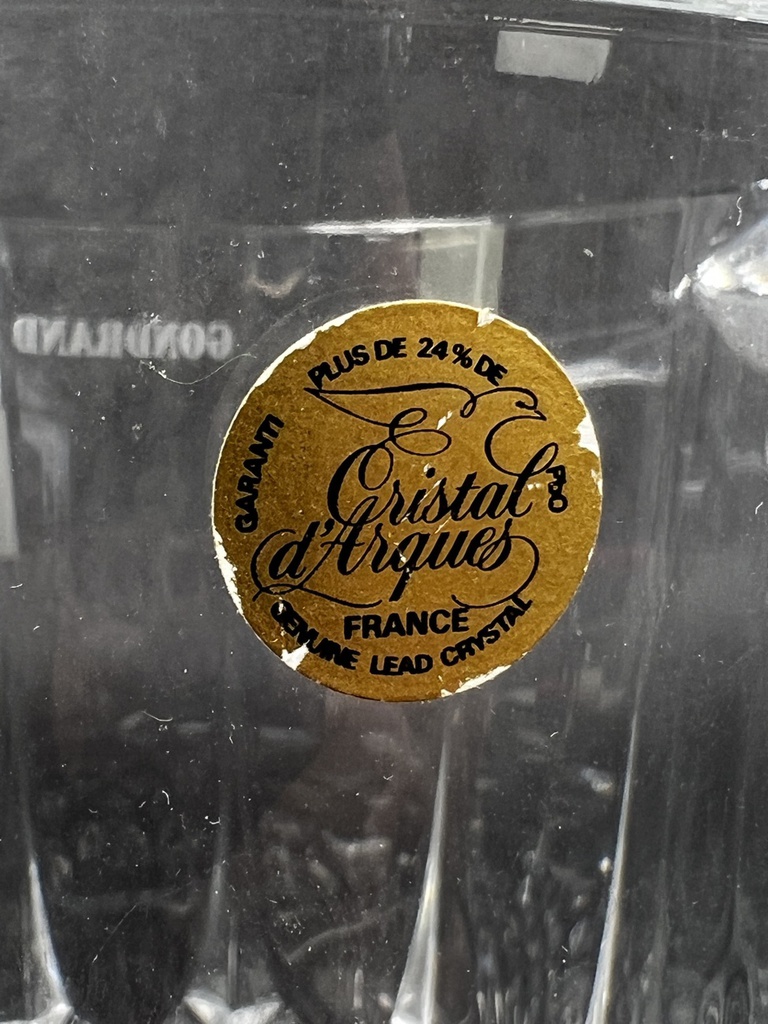 GONDRAND
GARANTI PLUS DE 24% DE PbO
Cristal
d'Arques
FRANCE
GENUINE LEAD CRYSTAL